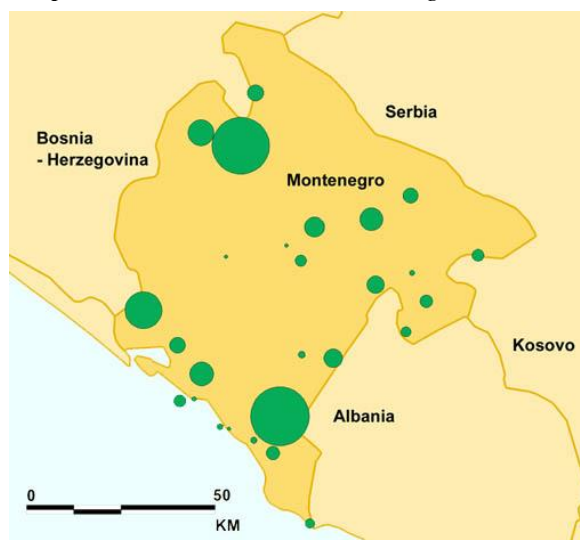 Serbia
Bosnia
- Herzegovina
Montenegro
Kosovo
Albania
0 50
KM